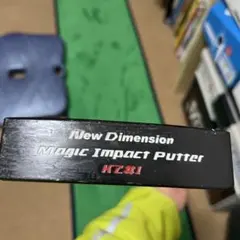 New Dimension
Magic Impact Putter
KZ81